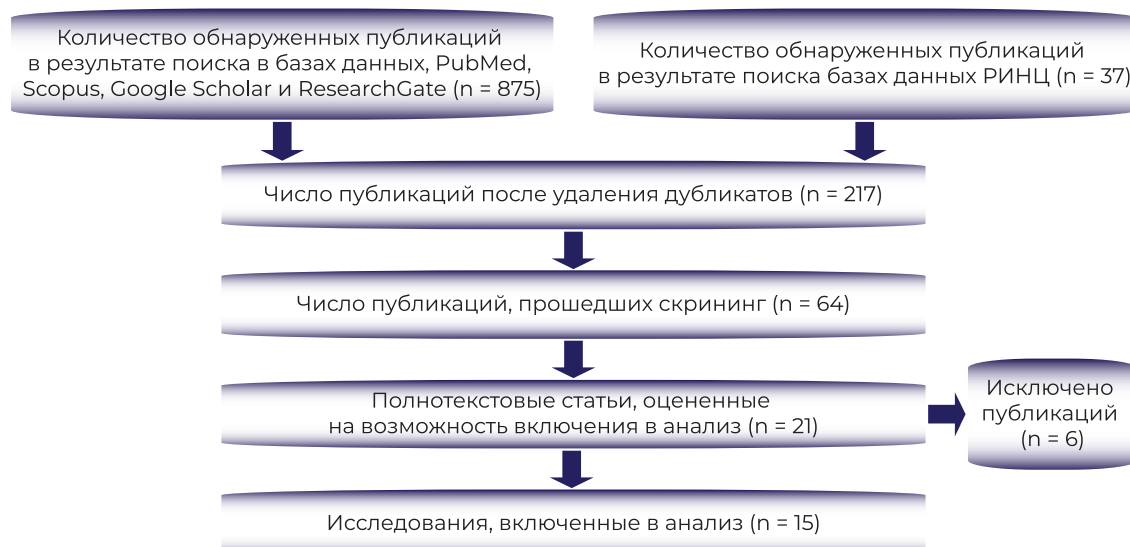 Количество обнаруженных публикаций
в результате поиска в базах данных, PubMed,
Scopus, Google Scholar и ResearchGate (n = 875)
Количество обнаруженных публикаций
в результате поиска базах данных РИНЦ (n = 37)
Число публикаций после удаления дубликатов (n = 217)
Число публикаций, прошедших скрининг (n = 64)
Полнотекстовые статьи, оцененные
на возможность включения в анализ (n = 21)
Исключено
публикаций
(n = 6)
Исследования, включенные в анализ (n = 15)